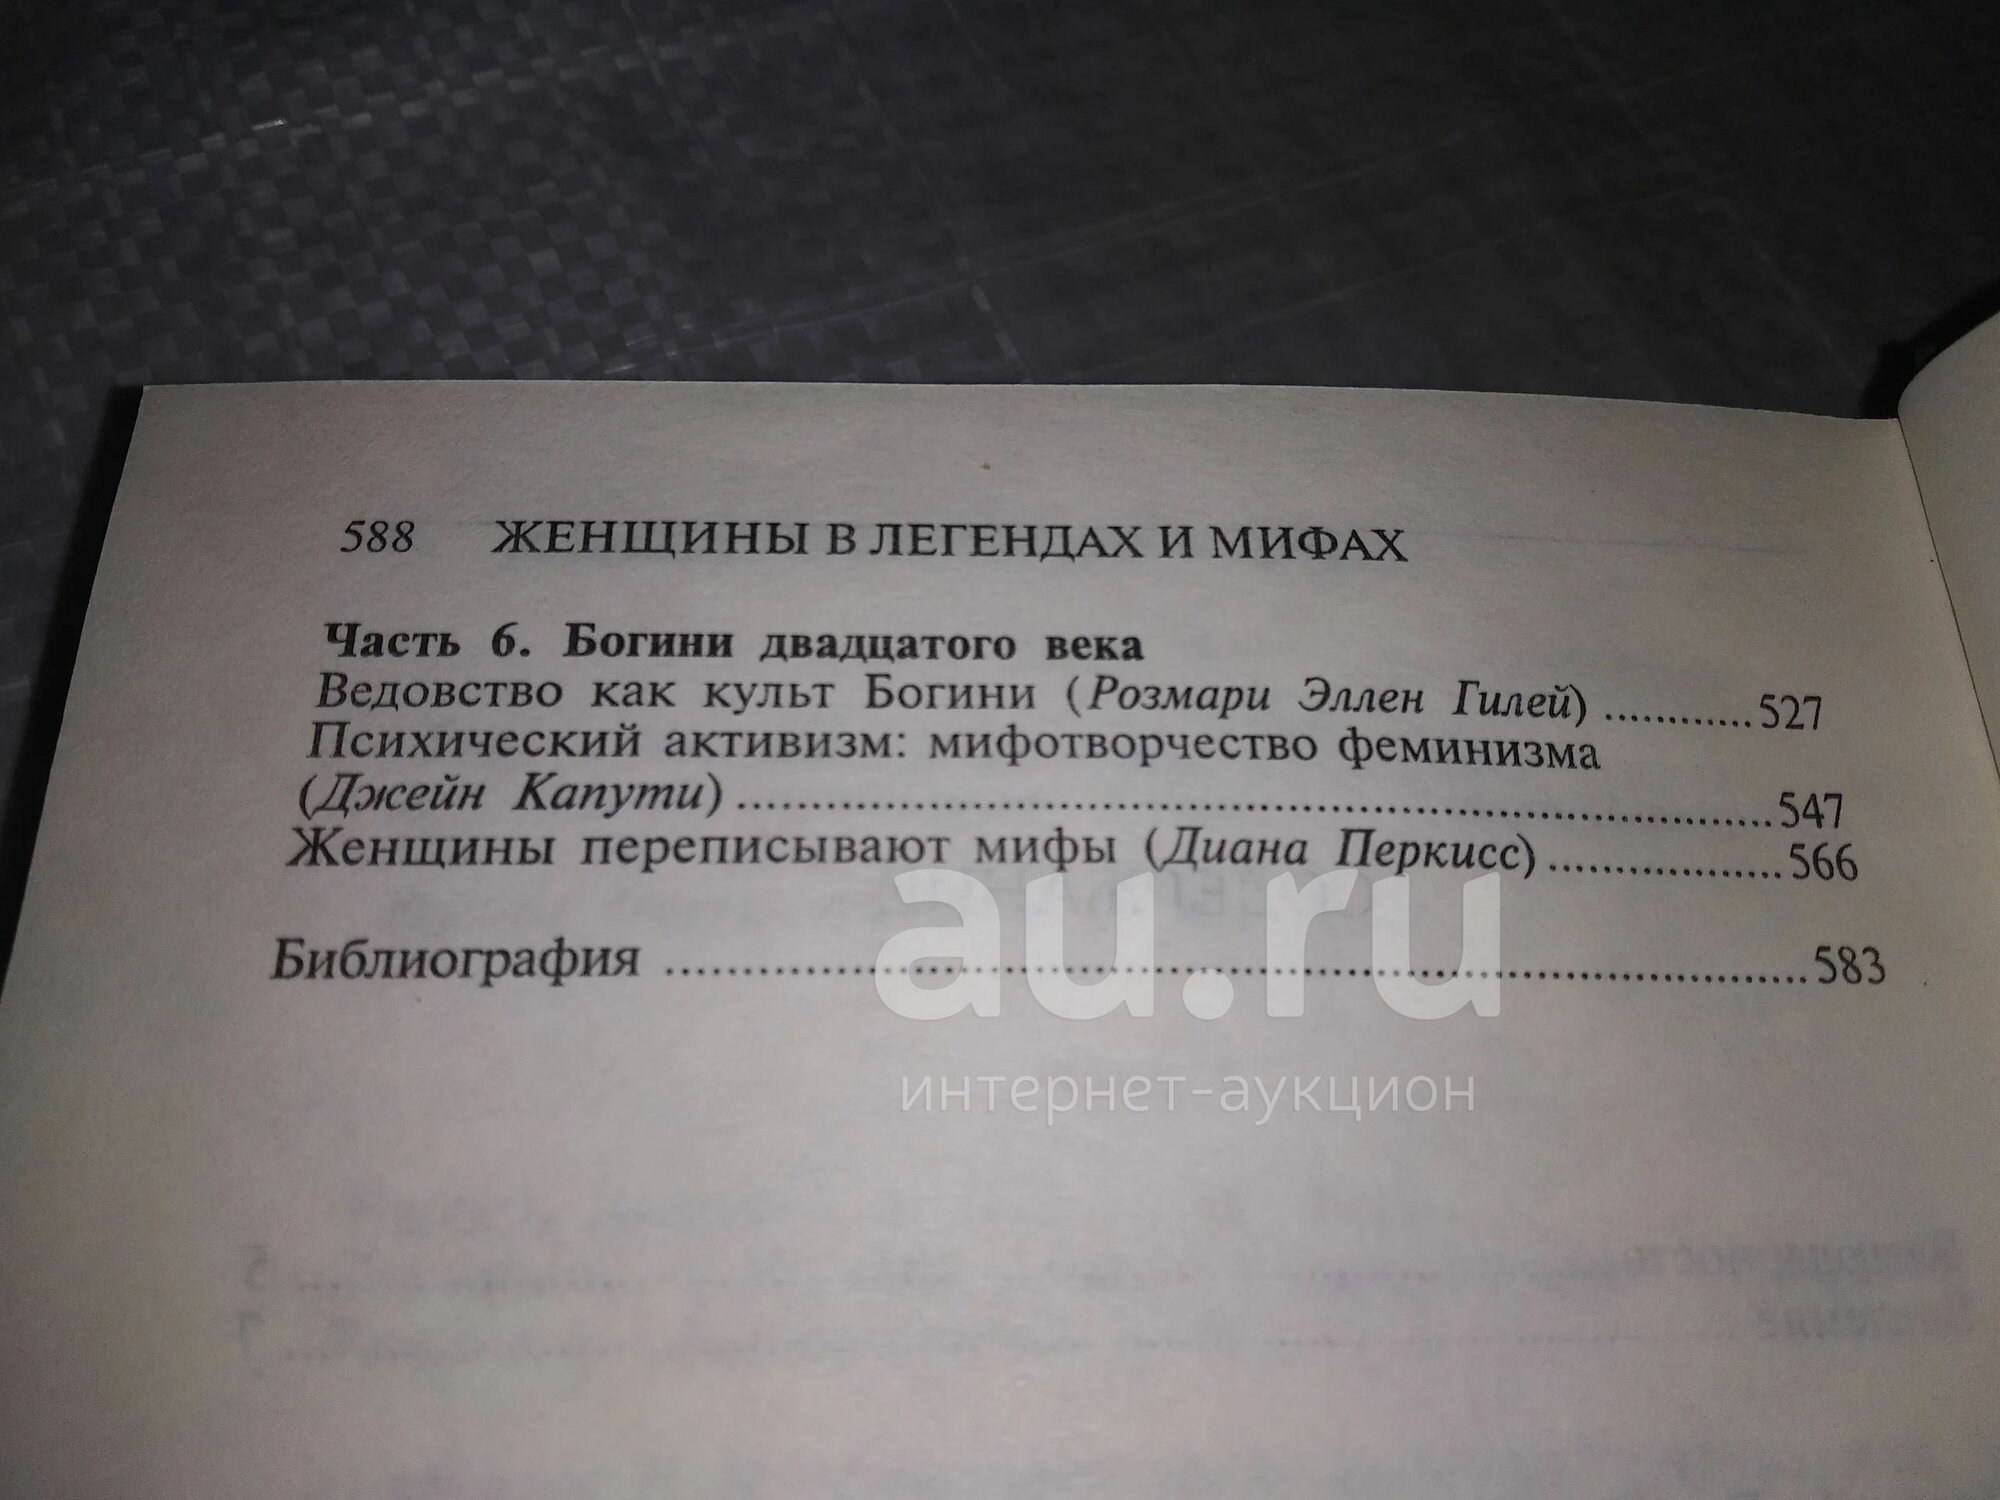 588 ЖЕНЩИНЫ В ЛЕГЕНДАХ И МИФАХ
Часть 6. Богини двадцатого века
Ведовство как культ Богини (Розмари Эллен Гилей) ............527
Психический активизм: мифотворчество феминизма
(Джейн Капути) ......................................................................547
Женщины переписывают мифы (Диана Перкисс) ..................566
Библиография ............................................................................583
au.ru
интернет-аукцион